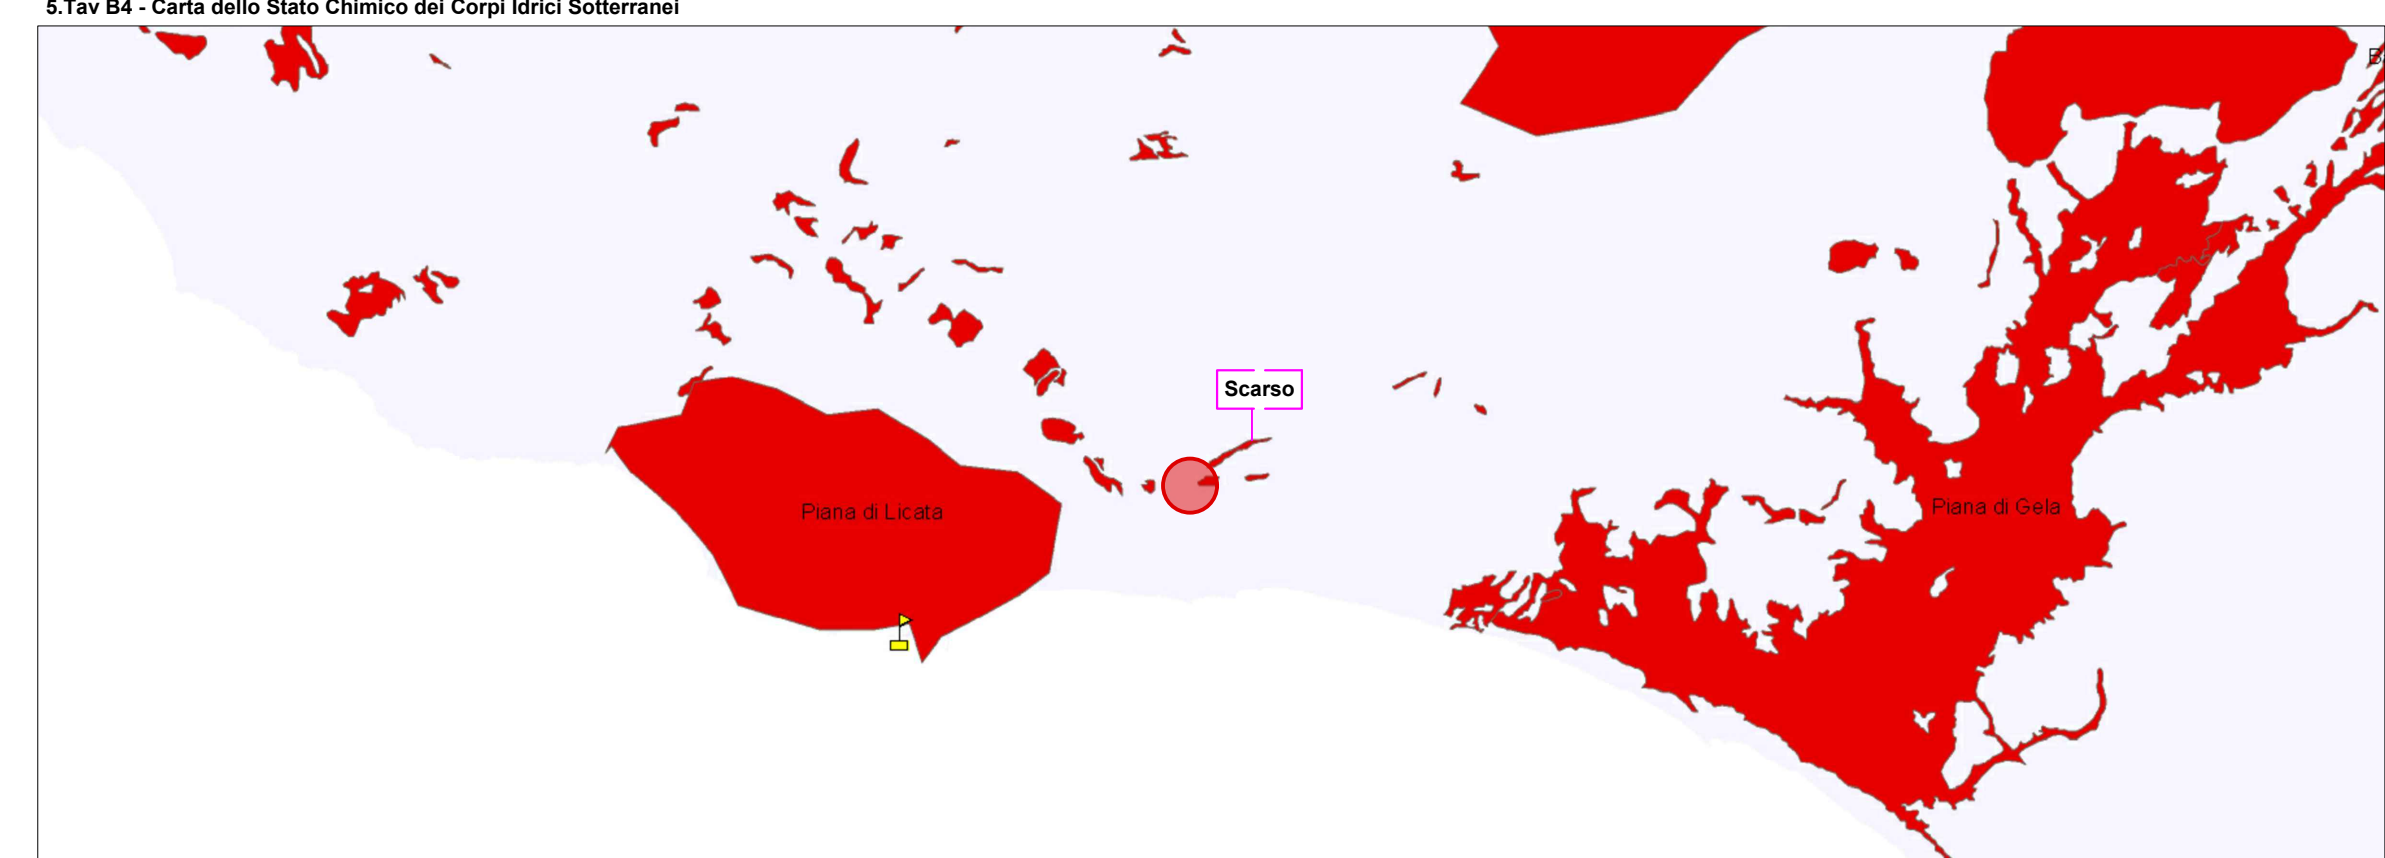 5.Tav B4 - Carta dello Stato Chimico dei Corpi Idrici Sotterranei
B
Scarso
Piana di Licata
Piana di Gela